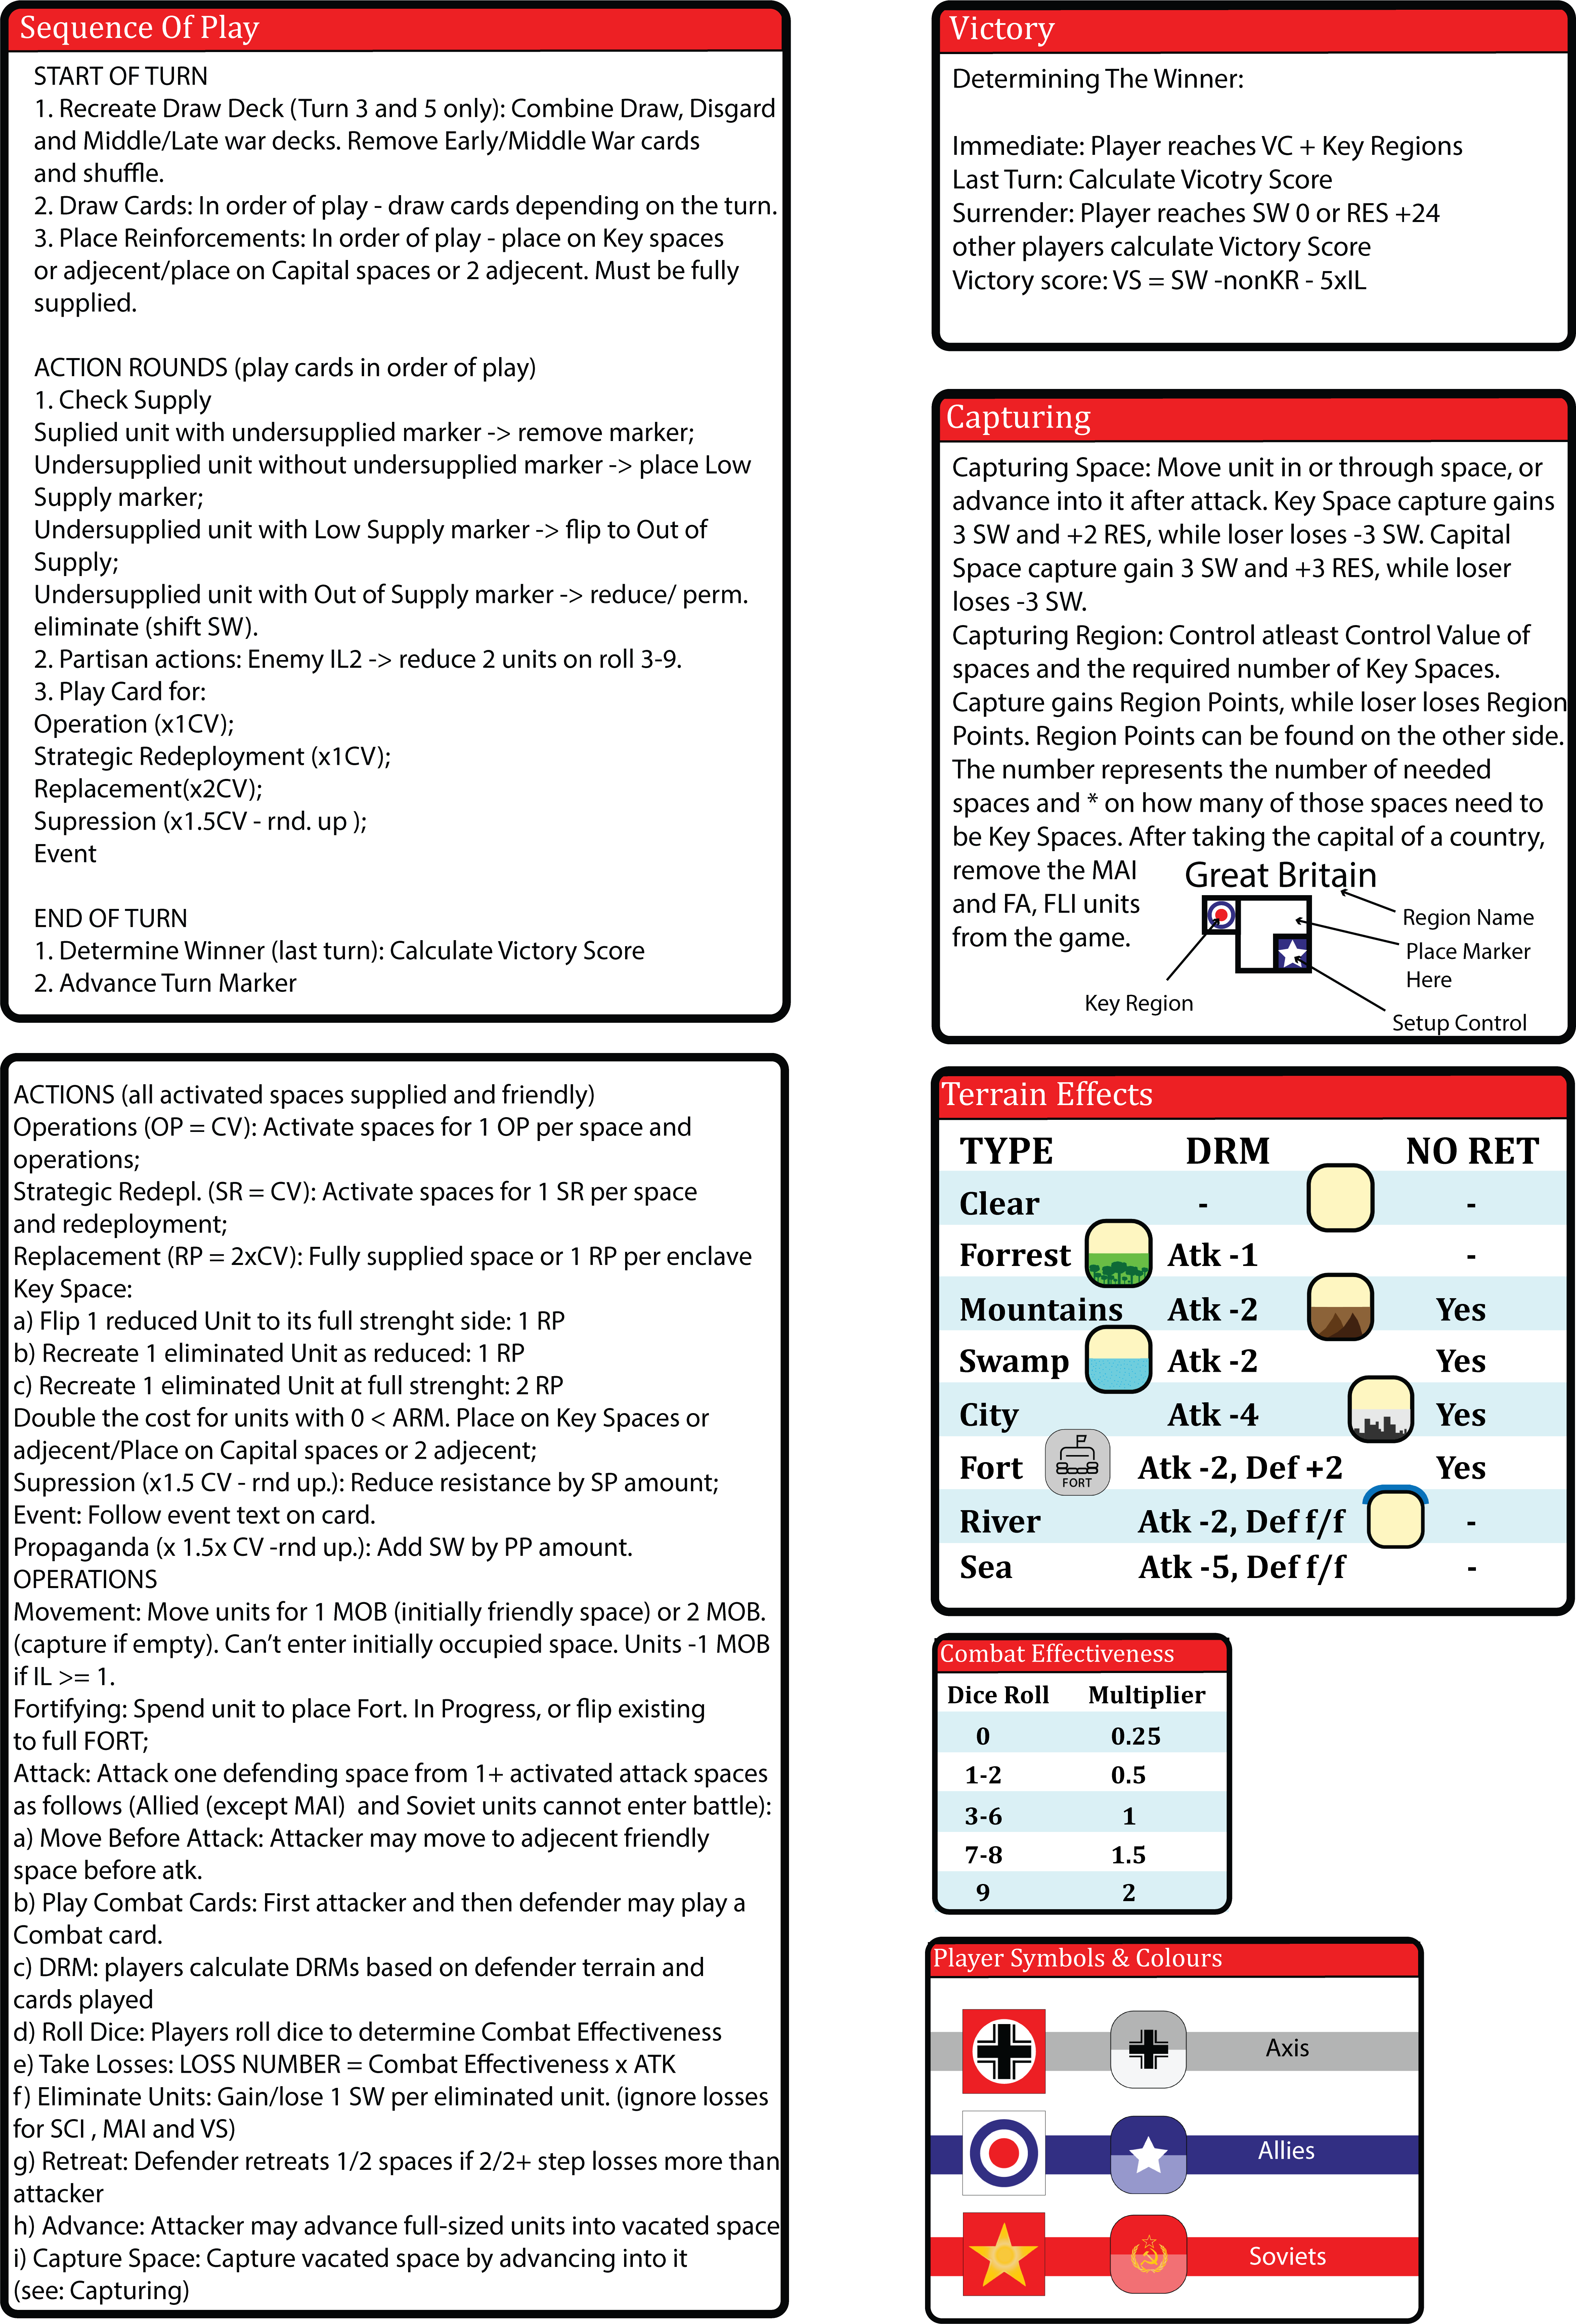 Sequence Of Play
START OF TURN
1. Recreate Draw Deck (Turn 3 and 5 only): Combine Draw, Disgard
and Middle/Late war decks. Remove Early/Middle War cards
and shuffle.
2. Draw Cards: In order of play - draw cards depending on the turn.
3. Place Reinforcements: In order of play - place on Key spaces
or adjecent/place on Capital spaces or 2 adjecent. Must be fully
supplied.
ACTION ROUNDS (play cards in order of play)
1. Check Supply
Suplied unit with undersupplied marker -> remove marker;
Undersupplied unit without undersupplied marker -> place Low
Supply marker;
Undersupplied unit with Low Supply marker -> flip to Out of
Supply;
Undersupplied unit with Out of Supply marker -> reduce/ perm.
eliminate (shift SW).
2. Partisan actions: Enemy IL2 -> reduce 2 units on roll 3-9.
3. Play Card for:
Operation (x1CV);
Strategic Redeployment (x1CV);
Replacement(x2CV);
Supression (x1.5CV - rnd. up );
Event
END OF TURN
1. Determine Winner (last turn): Calculate Victory Score
2. Advance Turn Marker
ACTIONS (all activated spaces supplied and friendly)
Operations (OP = CV): Activate spaces for 1 OP per space and
operations;
Strategic Redepl. (SR = CV): Activate spaces for 1 SR per space
and redeployment;
Replacement (RP = 2xCV): Fully supplied space or 1 RP per enclave
Key Space:
a) Flip 1 reduced Unit to its full strenght side: 1 RP
b) Recreate 1 eliminated Unit as reduced: 1 RP
c) Recreate 1 eliminated Unit at full strenght: 2 RP
Double the cost for units with 0 < ARM. Place on Key Spaces or
adjecent/Place on Capital spaces or 2 adjecent;
Supression (x1.5 CV - rnd up.): Reduce resistance by SP amount;
Event: Follow event text on card.
Propaganda (x 1.5x CV -rnd up.): Add SW by PP amount.
OPERATIONS
Movement: Move units for 1 MOB (initially friendly space) or 2 MOB.
(capture if empty). Can't enter initially occupied space. Units -1 MOB
if IL >= 1.
Fortifying: Spend unit to place Fort. In Progress, or flip existing
to full FORT;
Attack: Attack one defending space from 1+ activated attack spaces
as follows (Allied (except MAI) and Soviet units cannot enter battle):
a) Move Before Attack: Attacker may move to adjecent friendly
space before atk.
b) Play Combat Cards: First attacker and then defender may play a
Combat card.
c) DRM: players calculate DRMs based on defender terrain and
cards played
d) Roll Dice: Players roll dice to determine Combat Effectiveness
e) Take Losses: LOSS NUMBER = Combat Effectiveness x ATK
f) Eliminate Units: Gain/lose 1 SW per eliminated unit. (ignore losses
for SCI , MAI and VS)
g) Retreat: Defender retreats 1/2 spaces if 2/2+ step losses more than
attacker
h) Advance: Attacker may advance full-sized units into vacated space
i) Capture Space: Capture vacated space by advancing into it
(see: Capturing)
Victory
Determining The Winner:
Immediate: Player reaches VC + Key Regions
Last Turn: Calculate Vicotry Score
Surrender: Player reaches SW 0 or RES +24
other players calculate Victory Score
Victory score: VS = SW -nonKR - 5xIL
Capturing
Capturing Space: Move unit in or through space, or
advance into it after attack. Key Space capture gains
3 SW and +2 RES, while loser loses -3 SW. Capital
Space capture gain 3 SW and +3 RES, while loser
loses -3 SW.
Capturing Region: Control atleast Control Value of
spaces and the required number of Key Spaces.
Capture gains Region Points, while loser loses Region
Points. Region Points can be found on the other side.
The number represents the number of needed
spaces and * on how many of those spaces need to
be Key Spaces. After taking the capital of a country,
remove the MAI
and FA, FLI units
from the game.
Great Britain
Region Name
Place Marker
Here
Key Region
Setup Control
Terrain Effects
TYPE DRM NO RET
Clear - -
Forrest Atk -1 -
Mountains Atk -2 Yes
Swamp Atk -2 Yes
City Atk -4 Yes
Fort FORT Atk -2, Def +2 Yes
River Atk -2, Def f/f -
Sea Atk -5, Def f/f -
Combat Effectiveness
Dice Roll Multiplier
0 0.25
1-2 0.5
3-6 1
7-8 1.5
9 2
Player Symbols & Colours
Axis
Allies
Soviets